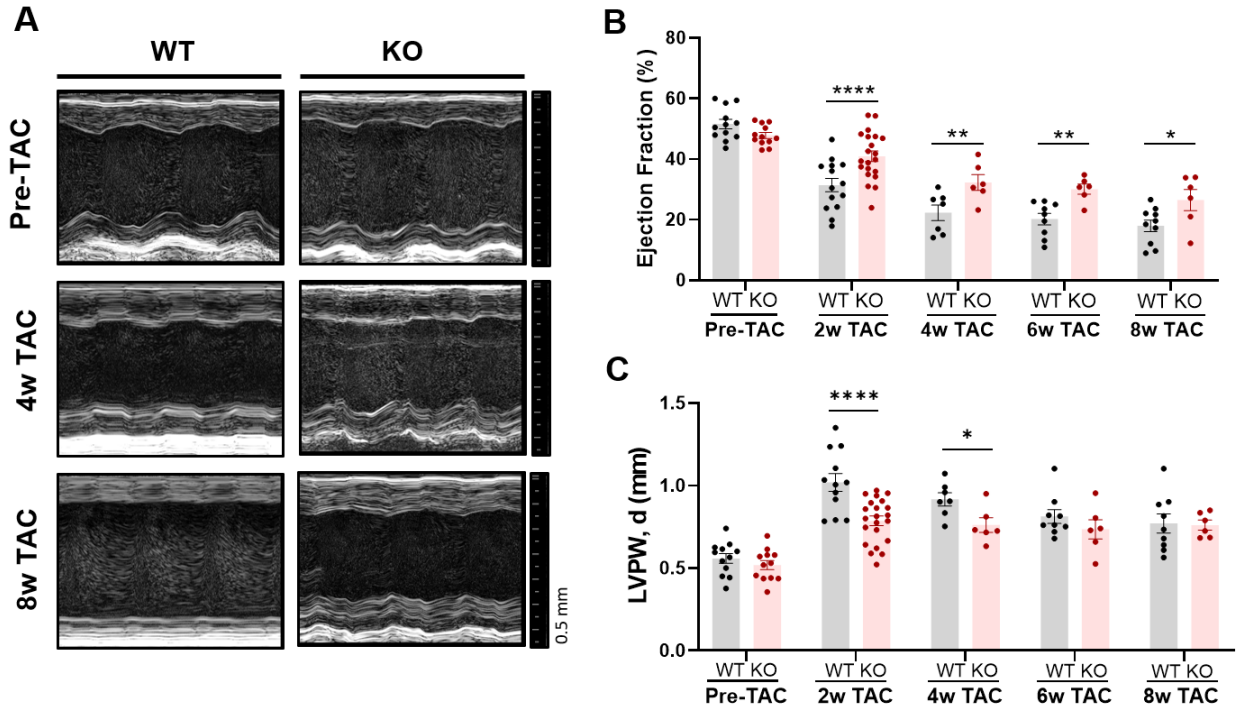 A
WT
KO
Pre-TAC
4w TAC
8w TAC
0.5 mm
B
Ejection Fraction (%)
80
60
40
20
0
****
**
**
*
WT KO
WT KO
WT KO
WT KO
WT KO
Pre-TAC
2w TAC
4w TAC
6w TAC
8w TAC
C
LVPW, d (mm)
1.5
1.0
0.5
0.0
****
*
WT KO
WT KO
WT KO
WT KO
WT KO
Pre-TAC
2w TAC
4w TAC
6w TAC
8w TAC